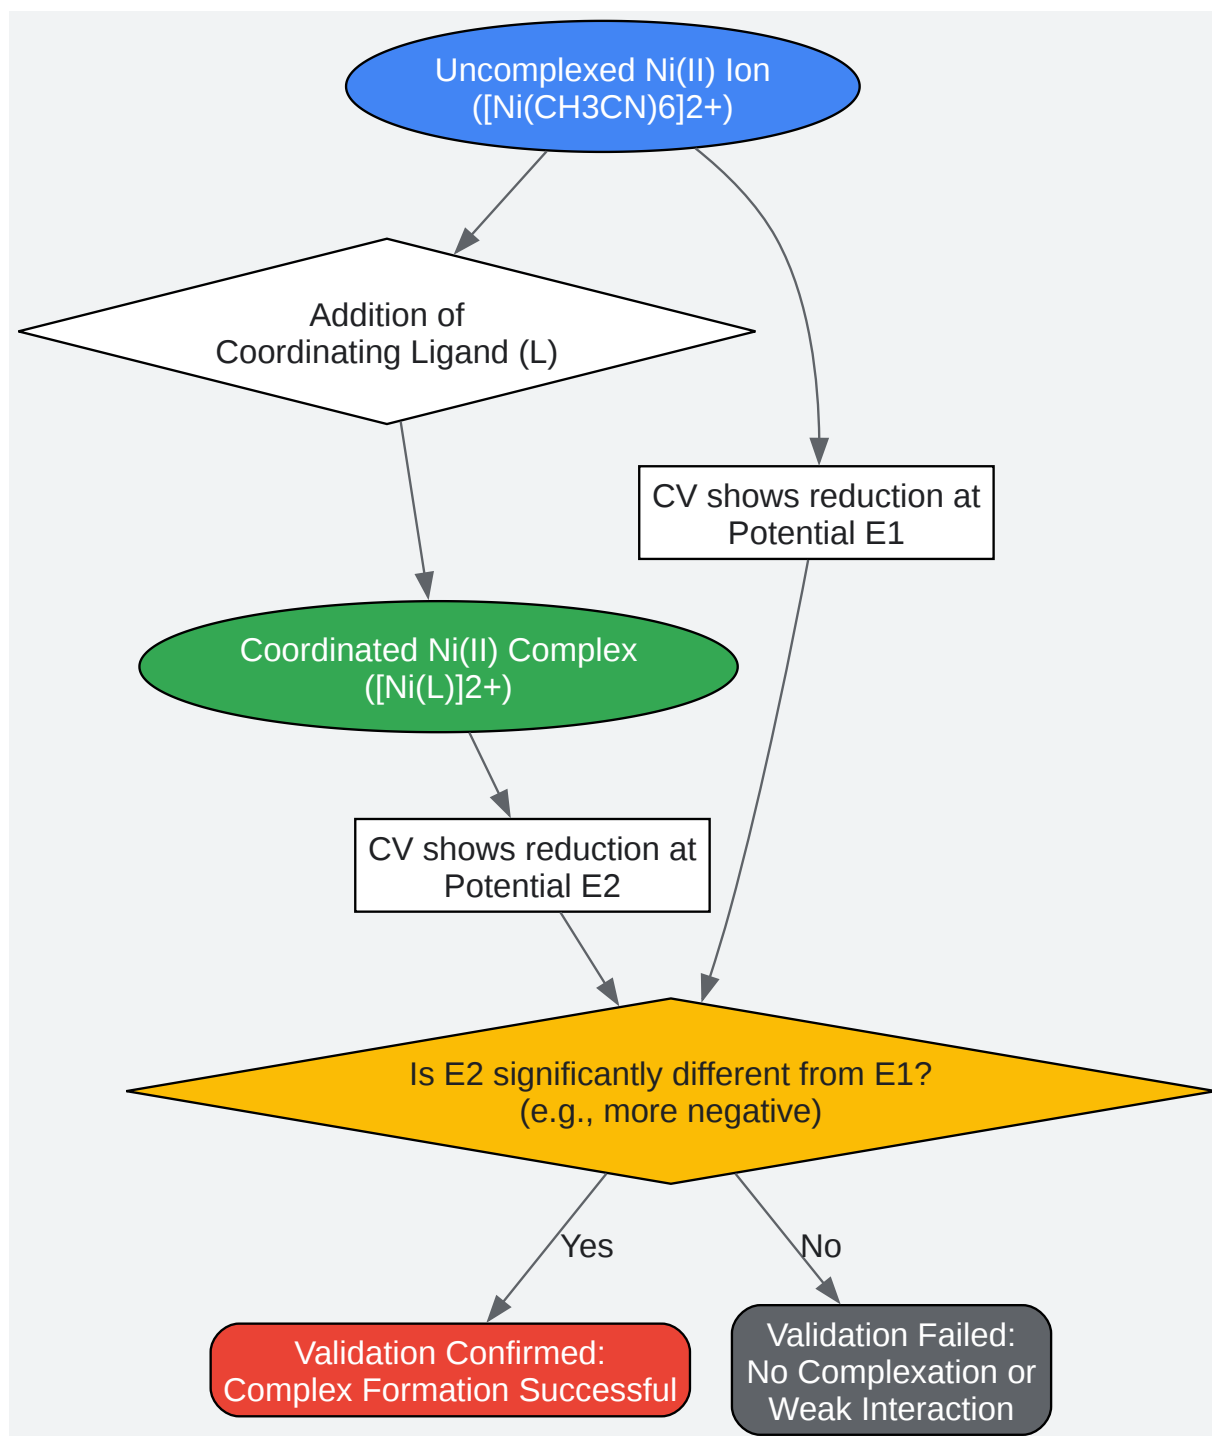 Uncomplexed Ni(II) Ion
([Ni(CH3CN)6]2+)
Addition of
Coordinating Ligand (L)
CV shows reduction at
Potential E1
Coordinated Ni(II) Complex
([Ni(L)]2+)
CV shows reduction at
Potential E2
Is E2 significantly different from E1?
(e.g., more negative)
Yes
No
Validation Confirmed:
Complex Formation Successful
Validation Failed:
No Complexation or
Weak Interaction